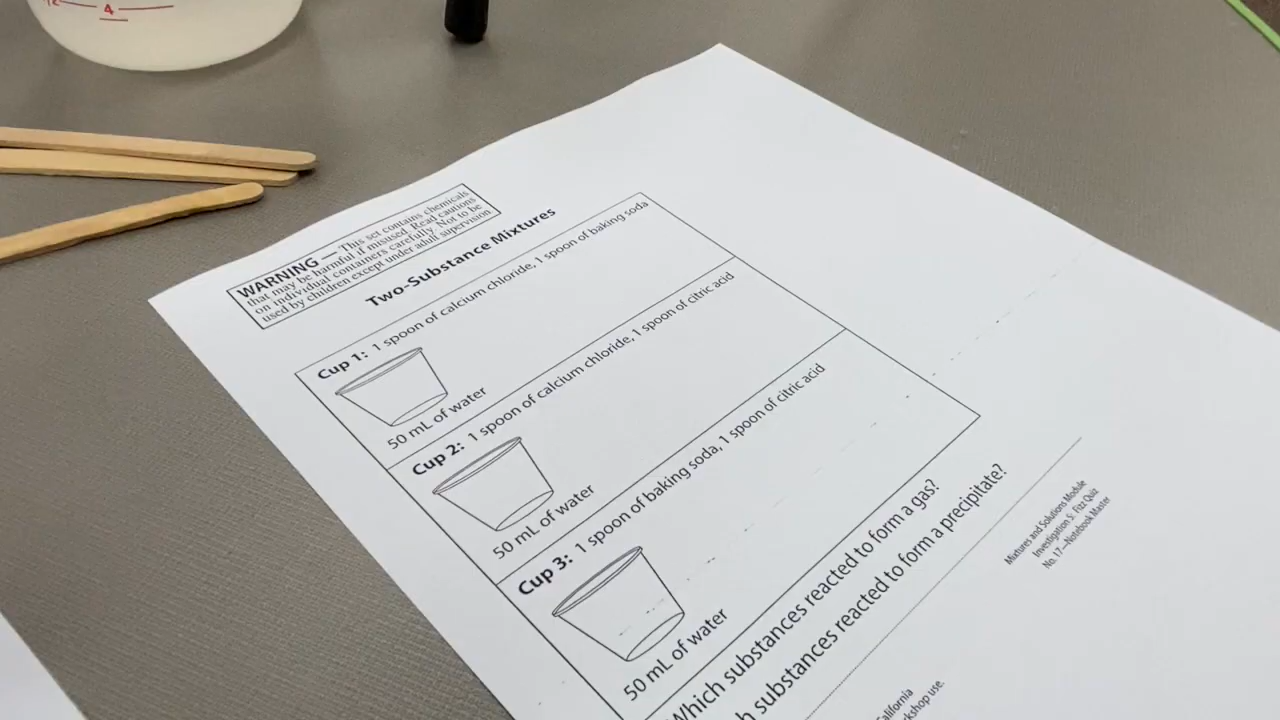 4
WARNING — This set contains chemicals
that may be harmful if misused. Read cautions
on individual containers carefully. Not to be
used by children except under adult supervision
Two-Substance Mixtures
Cup 1: 1 spoon of calcium chloride, 1 spoon of baking soda
50 mL of water
Cup 2: 1 spoon of calcium chloride, 1 spoon of citric acid
50 mL of water
Cup 3: 1 spoon of baking soda, 1 spoon of citric acid
50 mL of water
Which substances reacted to form a gas?
substances reacted to form a precipitate?
Mixtures and Solutions Module
Investigation 5: Fizz Quiz
No. 17—Notebook Master
use.